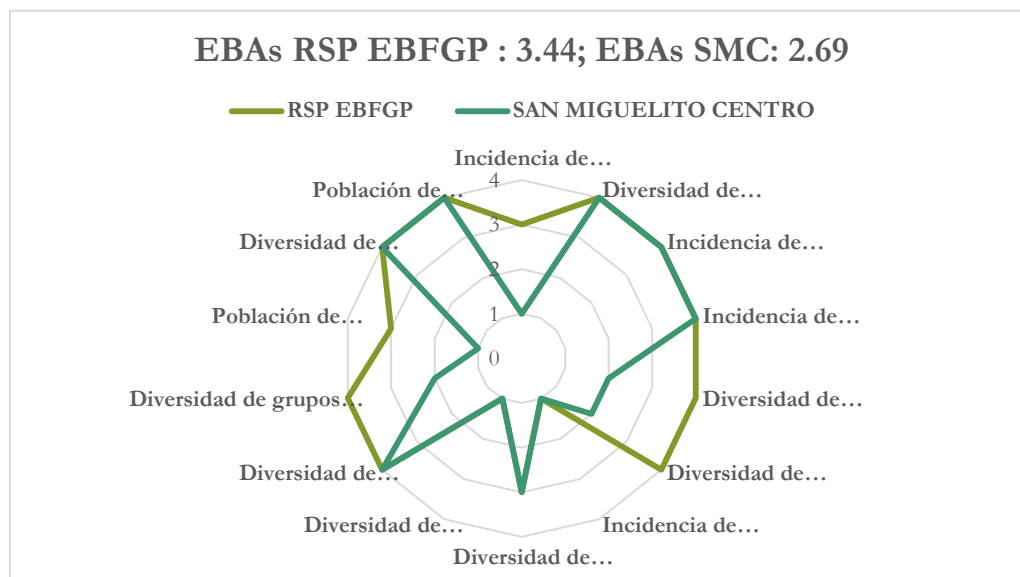 EBAs RSP EBFGP : 3.44; EBAs SMC: 2.69
RSP EBFGP
SAN MIGUELITO CENTRO
Incidencia de…
Diversidad de…
Incidencia de…
Incidencia de…
Diversidad de…
Diversidad de…
Incidencia de…
Diversidad de…
Diversidad de…
Diversidad de…
Diversidad de grupos…
Población de…
Diversidad de…
Población de…
4
3
2
1
0